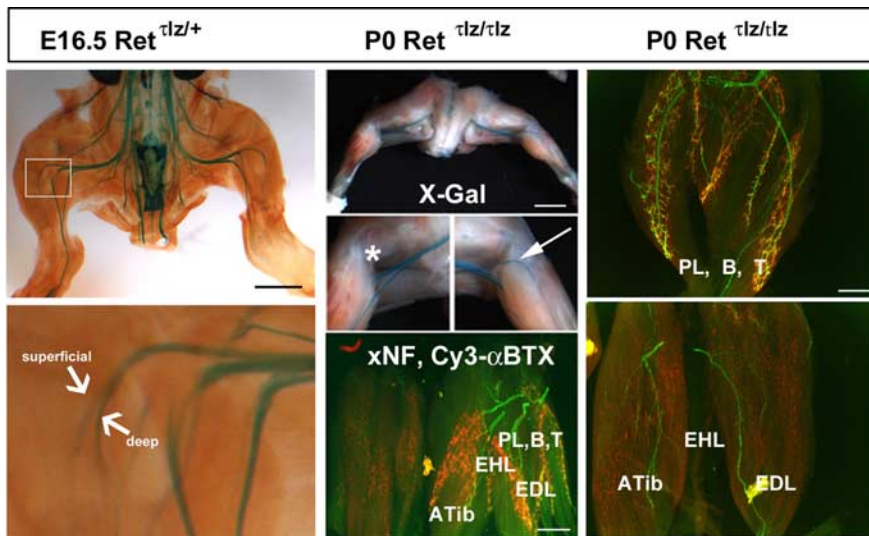 E16.5 Ret τlz/+
P0 Ret τlz/τlz
P0 Ret τlz/tlz
X-Gal
*
superficial
deep
xNF, Cy3-αBTX
PL,B,T
EHL
EDL
ATib
PL, B, T
EHL
ATib
EDL